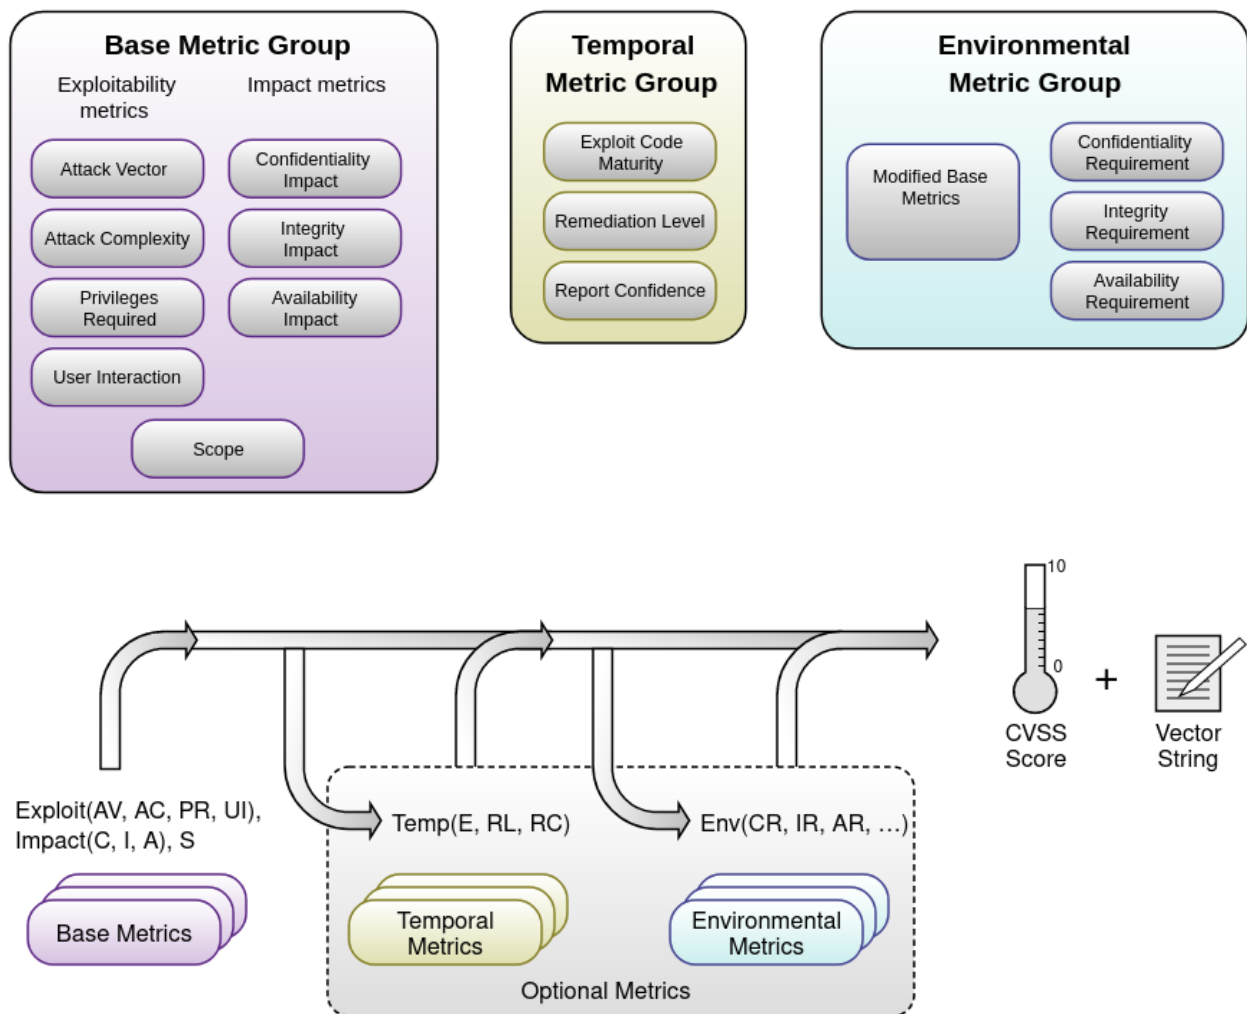 Base Metric Group
Exploitability
metrics
Impact metrics
Attack Vector
Attack Complexity
Privileges
Required
User Interaction
Confidentiality
Impact
Integrity
Impact
Availability
Impact
Scope
Temporal
Metric Group
Exploit Code
Maturity
Remediation Level
Report Confidence
Environmental
Metric Group
Modified Base
Metrics
Confidentiality
Requirement
Integrity
Requirement
Availability
Requirement
10
0
+
CVSS
Score
Vector
String
Exploit(AV, AC, PR, UI),
Impact(C, I, A), S
Temp(E, RL, RC)
Env(CR, IR, AR, …)
Base Metrics
Temporal
Metrics
Environmental
Metrics
Optional Metrics